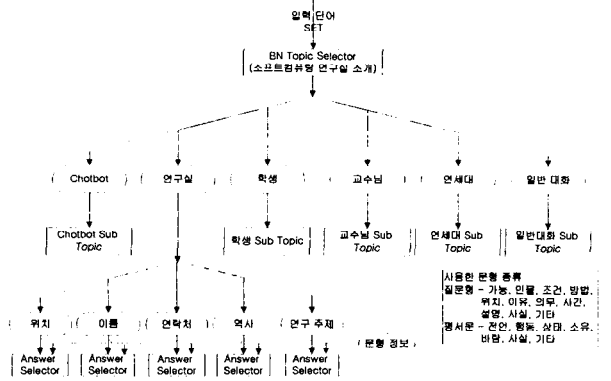 입력 단어
SET
BN Topic Selector
(소프트컴퓨팅 연구실 소개)
Chotbot
연구실
학생
교수님
연세대
일반 대화
Chotbot Sub
Topic
학생 Sub Topic
교수님 Sub
Topic
연세대 Sub
Topic
일반대화 Sub
Topic
사용한 문형 종류
질문형 - 가능, 인물, 조건, 방법,
위치, 이유, 의무, 시간,
설명, 사실, 기타
평서문 - 전언, 행동, 상태, 소유,
바람, 사실, 기타
위치
이름
연락처
역사
연구 주제
문형 정보
Answer
Selector
Answer
Selector
Answer
Selector
Answer
Selector
Answer
Selector